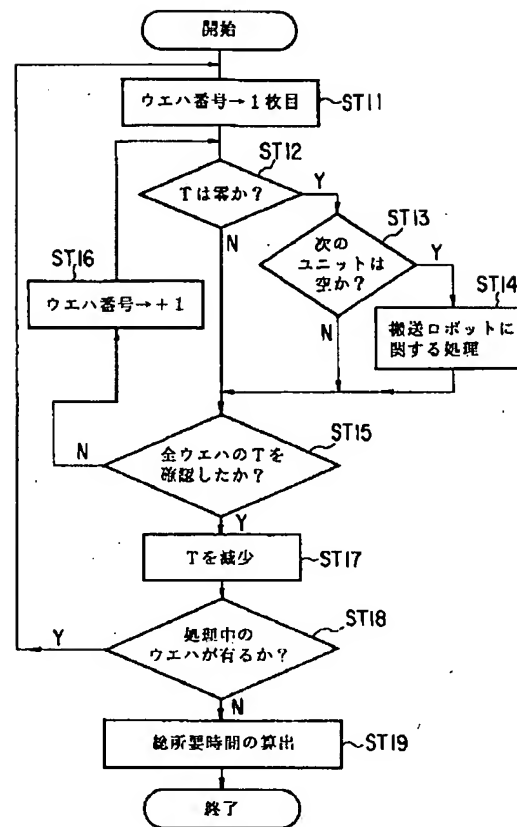 開始
ウエハ番号→1枚目
ST11
ST12
Tは零か?
Y
N
ST13
次の
ユニットは
空か?
Y
N
ST14
搬送ロボットに
関する処理
ST16
ウエハ番号→+1
ST15
全ウエハのTを
確認したか?
N
Y
Tを減少
ST17
ST18
処理中の
ウエハが有るか?
Y
N
総所要時間の算出
ST19
終了